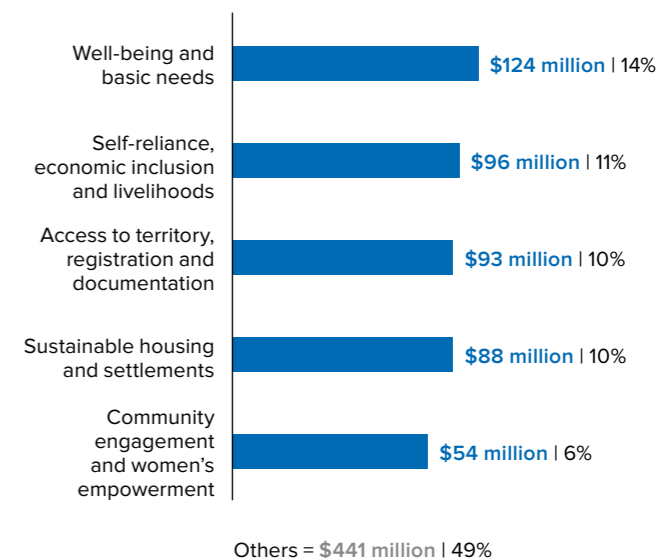 Well-being and
basic needs
$124 million | 14%
Self-reliance,
economic inclusion
and livelihoods
$96 million | 11%
Access to territory,
registration and
documentation
$93 million | 10%
Sustainable housing
and settlements
$88 million | 10%
Community
engagement
and women’s
empowerment
$54 million | 6%
Others = $441 million | 49%